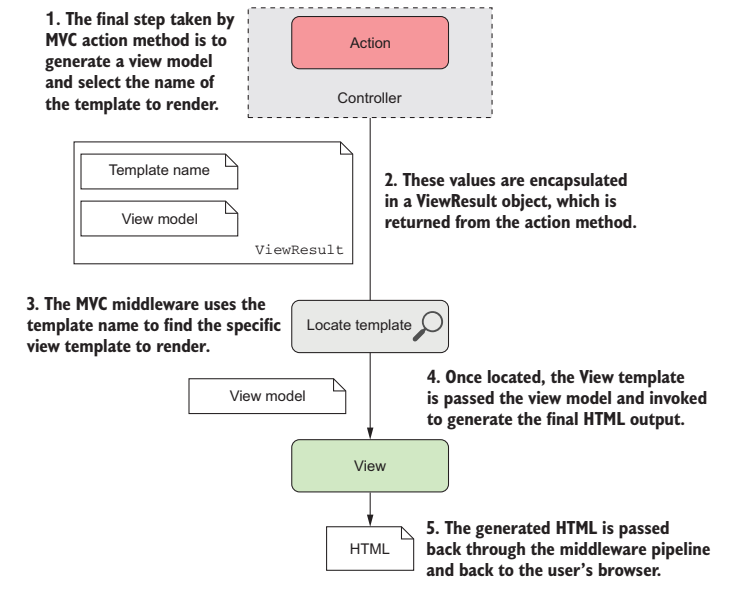 1. The final step taken by
MVC action method is to
generate a view model
and select the name of
the template to render.
Action
Controller
Template name
View model
ViewResult
2. These values are encapsulated
in a ViewResult object, which is
returned from the action method.
3. The MVC middleware uses the
template name to find the specific
view template to render.
Locate template
View model
4. Once located, the View template
is passed the view model and invoked
to generate the final HTML output.
View
HTML
5. The generated HTML is passed
back through the middleware pipeline
and back to the user's browser.